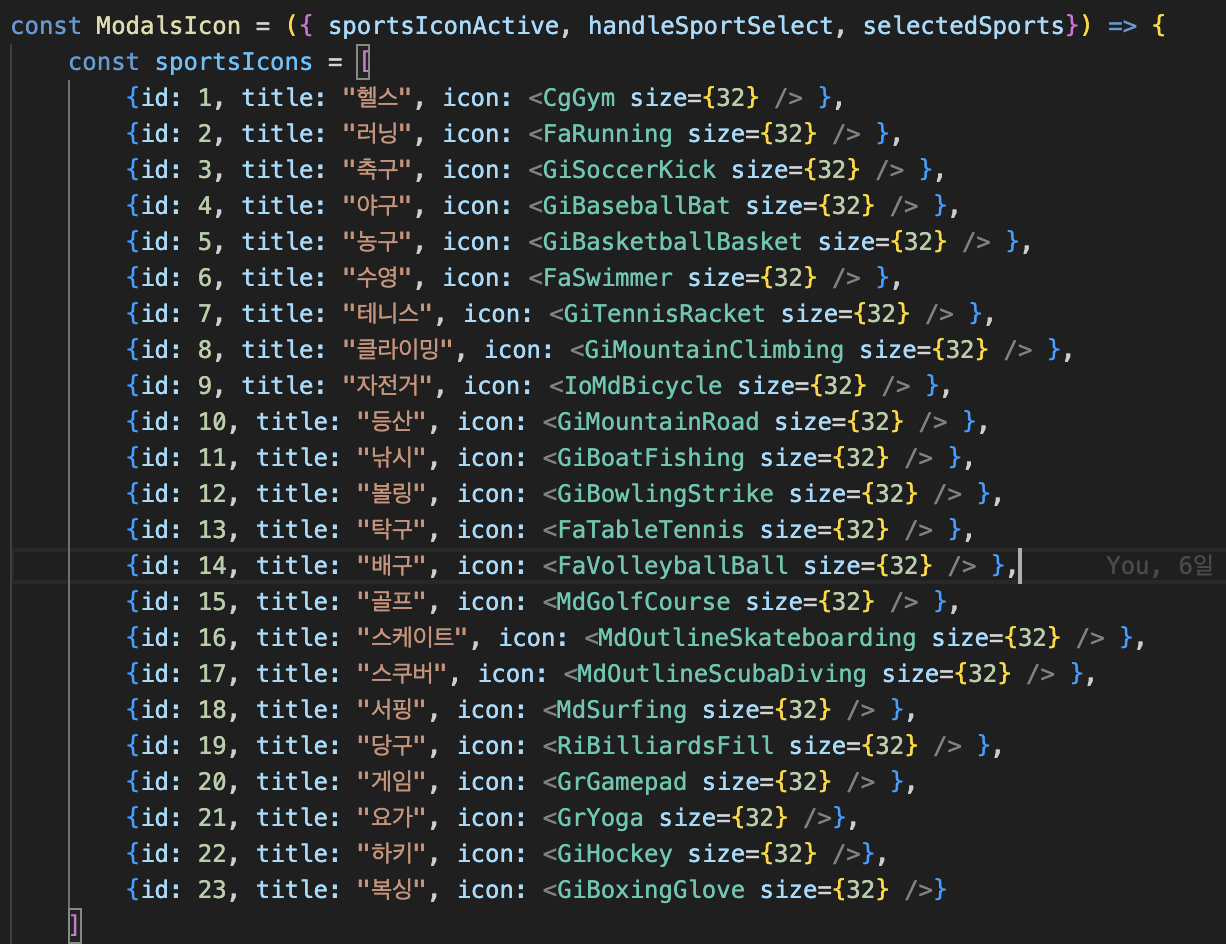 const ModalsIcon = ({ sportsIconActive, handleSportSelect, selectedSports}) => {
const sportsIcons = [
{id: 1, title: "헬스", icon: <CgGym size={32} /> },
{id: 2, title: "러닝", icon: <FaRunning size={32} /> },
{id: 3, title: "축구", icon: <GiSoccerKick size={32} /> },
{id: 4, title: "야구", icon: <GiBaseballBat size={32} /> },
{id: 5, title: "농구", icon: <GiBasketballBasket size={32} /> },
{id: 6, title: "수영", icon: <FaSwimmer size={32} /> },
{id: 7, title: "테니스", icon: <GiTennisRacket size={32} /> },
{id: 8, title: "클라이밍", icon: <GiMountainClimbing size={32} /> },
{id: 9, title: "자전거", icon: <IoMdBicycle size={32} /> },
{id: 10, title: "등산", icon: <GiMountainRoad size={32} /> },
{id: 11, title: "낚시", icon: <GiBoatFishing size={32} /> },
{id: 12, title: "볼링", icon: <GiBowlingStrike size={32} /> },
{id: 13, title: "탁구", icon: <FaTableTennis size={32} /> },
{id: 14, title: "배구", icon: <FaVolleyballBall size={32} /> }, You, 6일
{id: 15, title: "골프", icon: <MdGolfCourse size={32} /> },
{id: 16, title: "스케이트", icon: <MdOutlineSkateboarding size={32} /> },
{id: 17, title: "스쿠버", icon: <MdOutlineScubaDiving size={32} /> },
{id: 18, title: "서핑", icon: <MdSurfing size={32} /> },
{id: 19, title: "당구", icon: <RiBilliardsFill size={32} /> },
{id: 20, title: "게임", icon: <GrGamepad size={32} /> },
{id: 21, title: "요가", icon: <GrYoga size={32} />},
{id: 22, title: "하키", icon: <GiHockey size={32} />},
{id: 23, title: "복싱", icon: <GiBoxingGlove size={32} />}
]